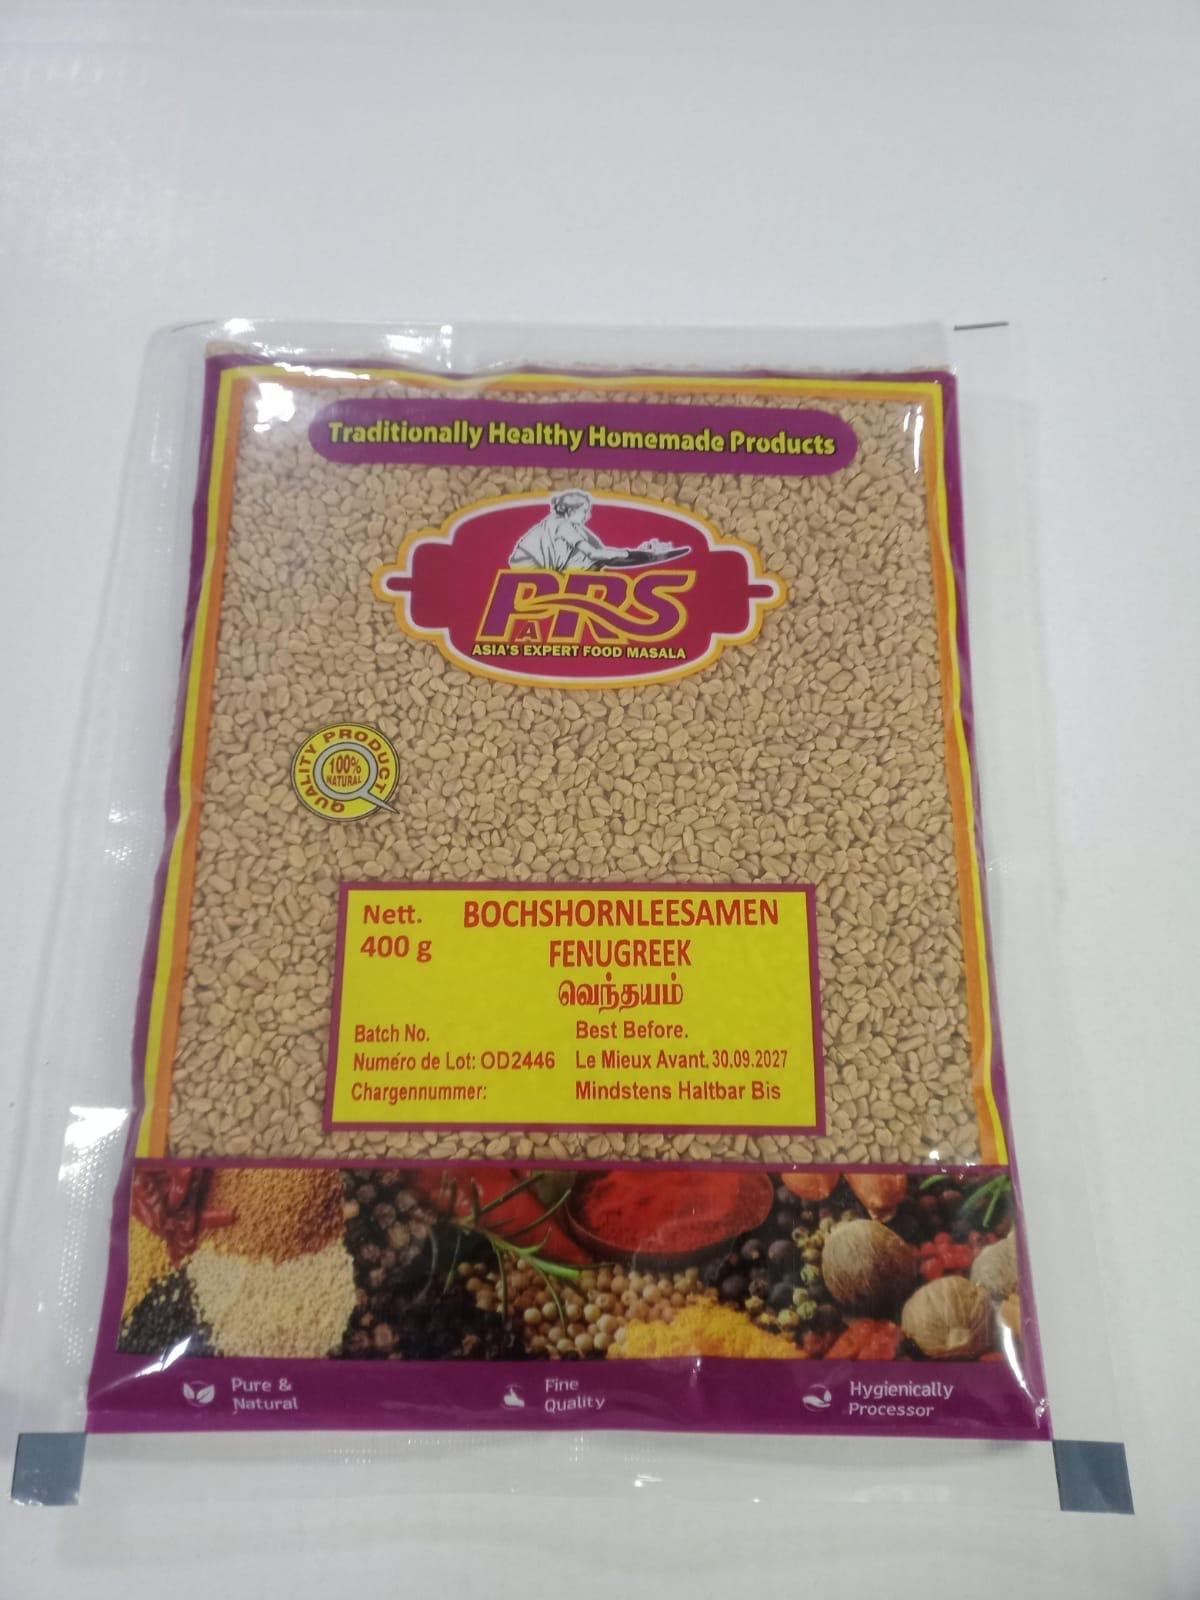 Traditionally Healthy Homemade Products
PARS
ASIA'S EXPERT FOOD MASALA
QUALITY PRODUCT
100%
NATURAL
Nett.
400 g
BOCHSHORNLEESAMEN
FENUGREEK
வெந்தயம்
Batch No.
Numéro de Lot: OD2446
Chargennummer:
Best Before.
Le Mieux Avant. 30.09.2027
Mindstens Haltbar Bis
Pure &
Natural
Fine
Quality
Hygienically
Processor